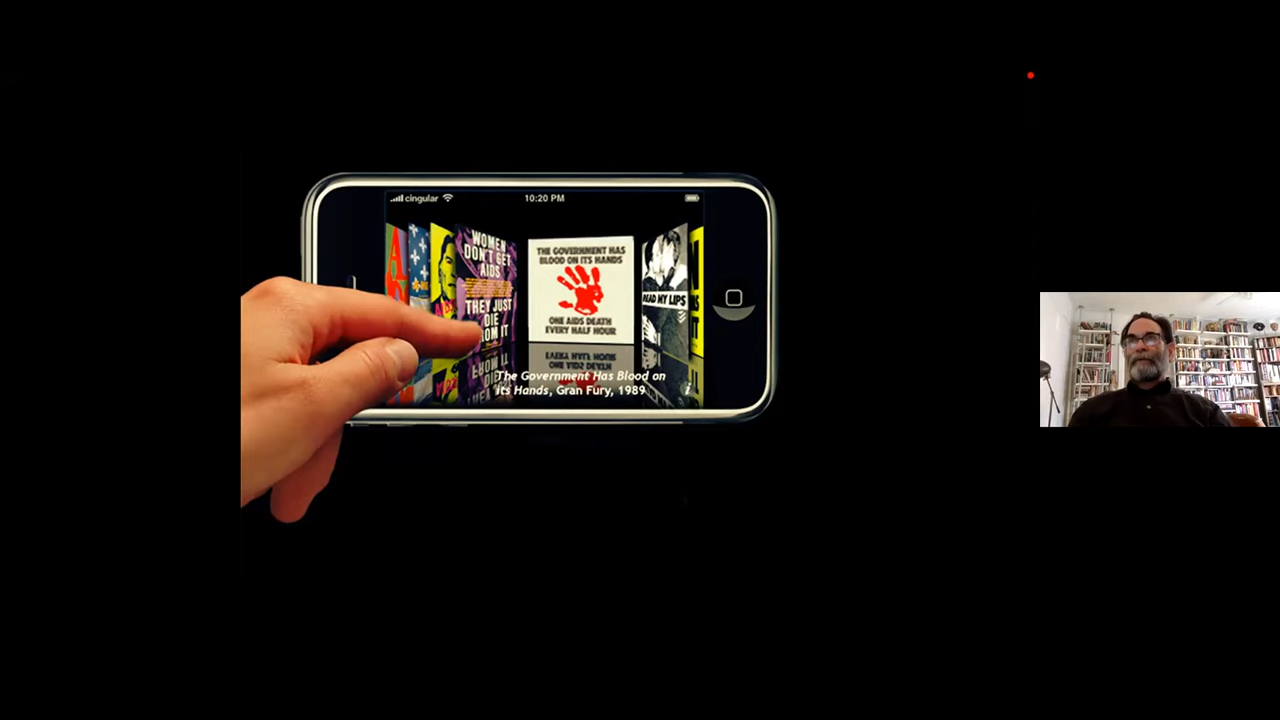 cingular
10:20 PM
WOMEN
DON'T GET
AIDS
THEY JUST
DIE
FROM IT
THE GOVERNMENT HAS
BLOOD ON ITS HANDS
ONE AIDS DEATH
EVERY HALF HOUR
READ MY LIPS
The Government Has Blood on
its Hands, Gran Fury, 1989
i